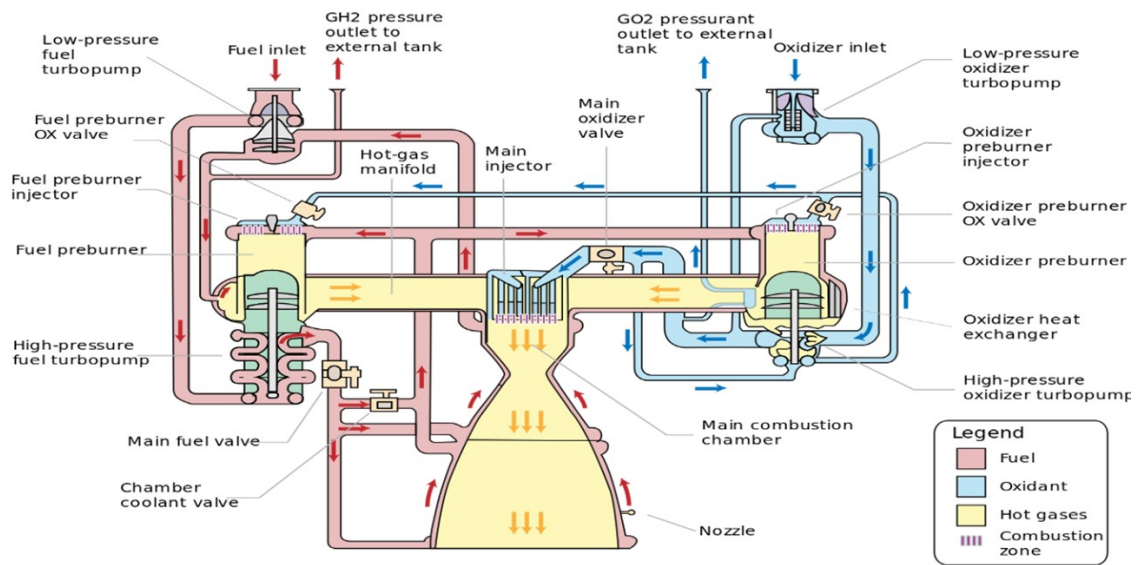 GH2 pressure
outlet to
external tank
GO2 pressurant
outlet to external
tank
Low-pressure
fuel
turbopump
Fuel inlet
Oxidizer inlet
Low-pressure
oxidizer
turbopump
Fuel preburner
OX valve
Main
oxidizer
valve
Oxidizer
preburner
injector
Hot-gas
manifold
Main
injector
Fuel preburner
injector
Oxidizer preburner
OX valve
Fuel preburner
Oxidizer preburner
Oxidizer heat
exchanger
High-pressure
fuel turbopump
High-pressure
oxidizer turbopump
Main fuel valve
Main combustion
chamber
Chamber
coolant valve
Nozzle
Legend
Fuel
Oxidant
Hot gases
Combustion
zone